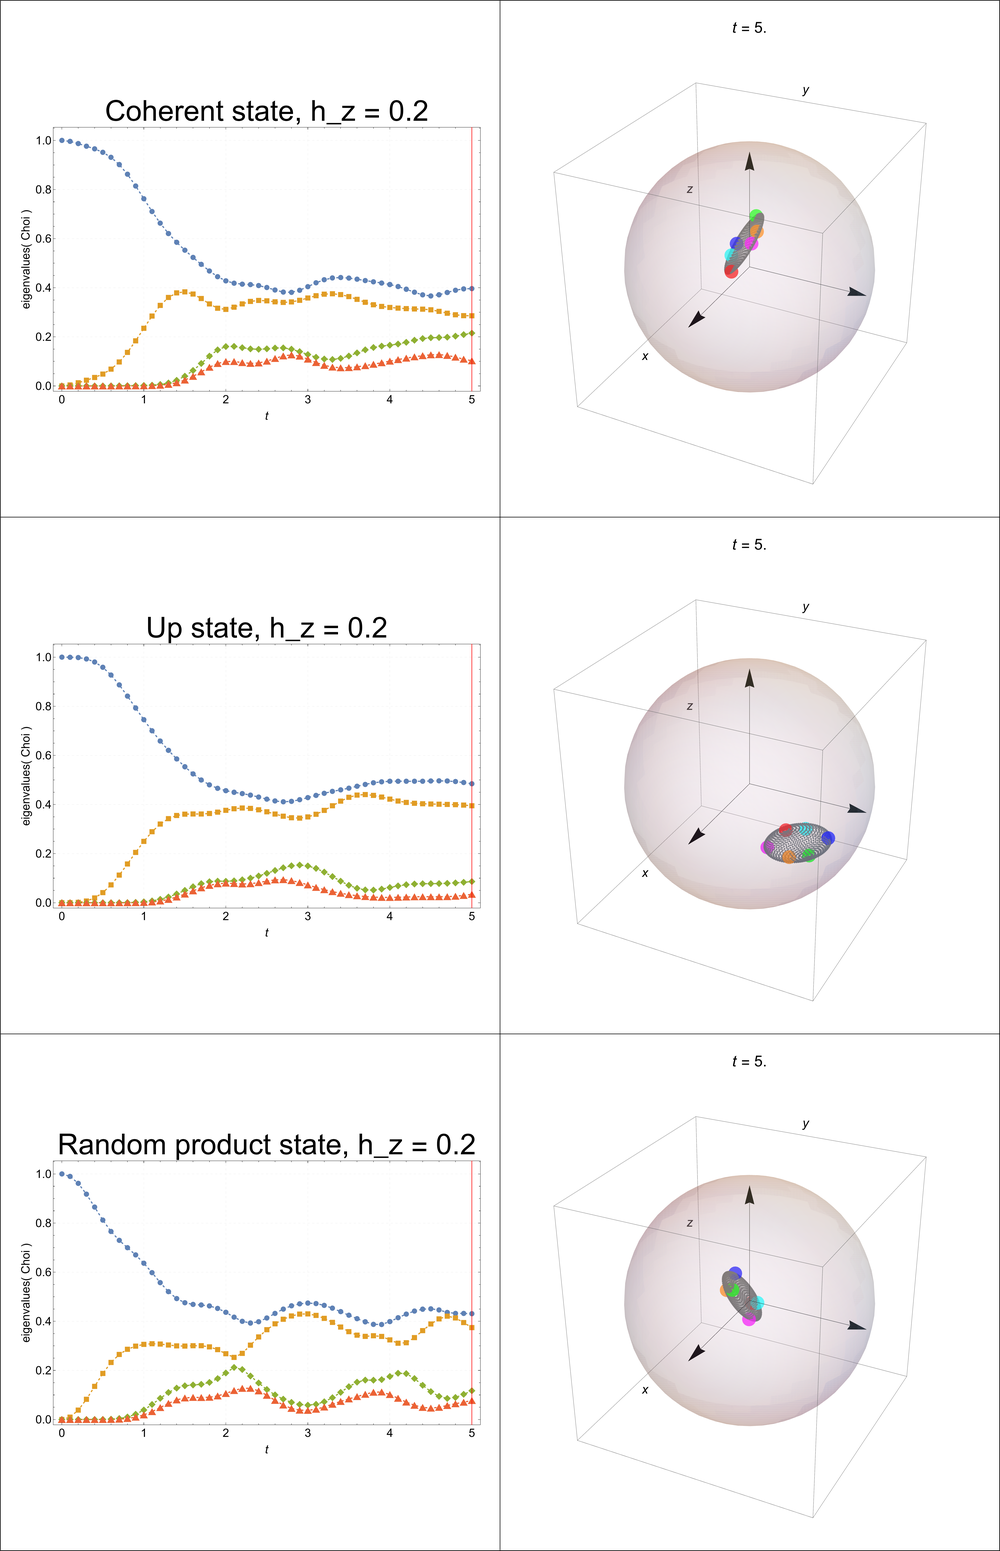 Coherent state, h_z = 0.2
eigenvalues( Choi )
1.0
0.8
0.6
0.4
0.2
0.0
0 1 2 3 4 5
t
t = 5.
y
z
x
Up state, h_z = 0.2
eigenvalues( Choi )
1.0
0.8
0.6
0.4
0.2
0.0
0 1 2 3 4 5
t
t = 5.
y
z
x
Random product state, h_z = 0.2
eigenvalues( Choi )
1.0
0.8
0.6
0.4
0.2
0.0
0 1 2 3 4 5
t
t = 5.
y
z
x